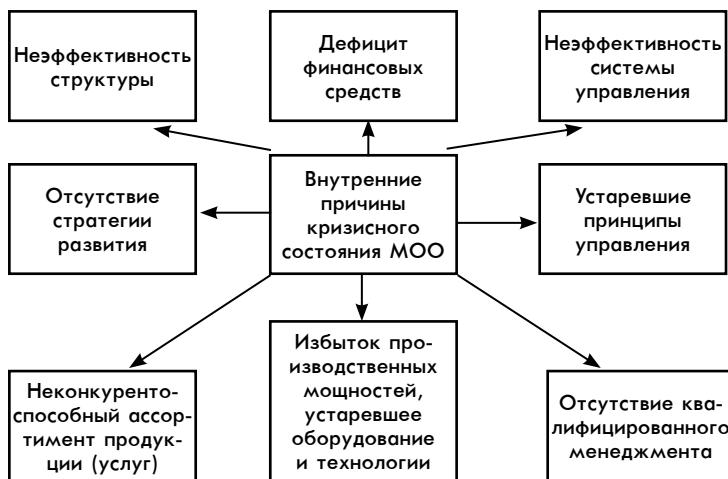 Неэффективность
структуры
Дефицит
финансовых
средств
Неэффективность
системы
управления
Отсутствие
стратегии
развития
Внутренние
причины
кризисного
состояния МОО
Устаревшие
принципы
управления
Неконкуренто-
способный ассор-
тимент продук-
ции (услуг)
Избыток про-
изводственных
мощностей,
устаревшее
оборудование
и технологии
Отсутствие ква-
лифицированного
менеджмента